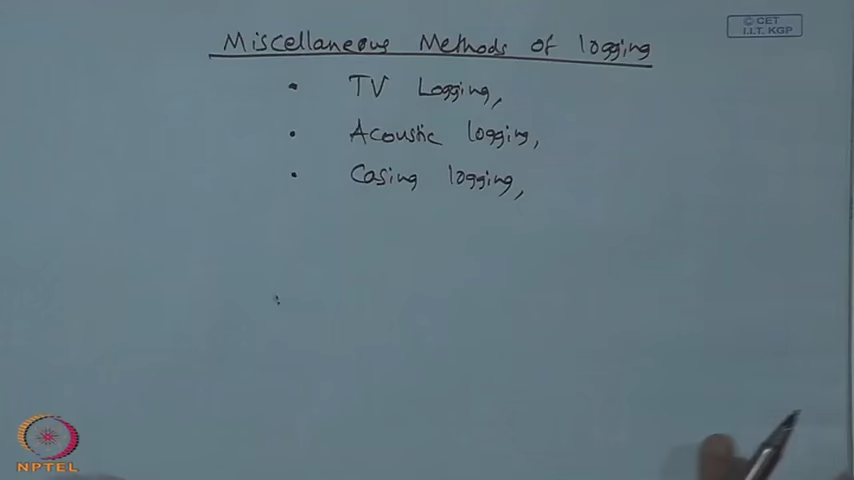 Miscellaneous Methods of logging
© CET
I.I.T. KGP
• TV Logging,
• Acoustic logging,
• Casing logging,
NPTEL